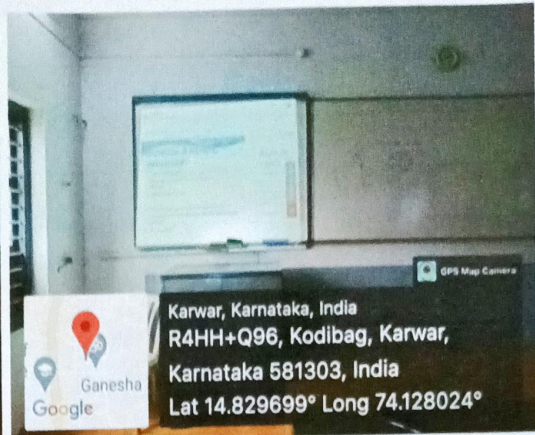 GPS Map Camera
Karwar, Karnataka, India
R4HH+Q96, Kodibag, Karwar,
Karnataka 581303, India
Lat 14.829699° Long 74.128024°
Ganesha
Google